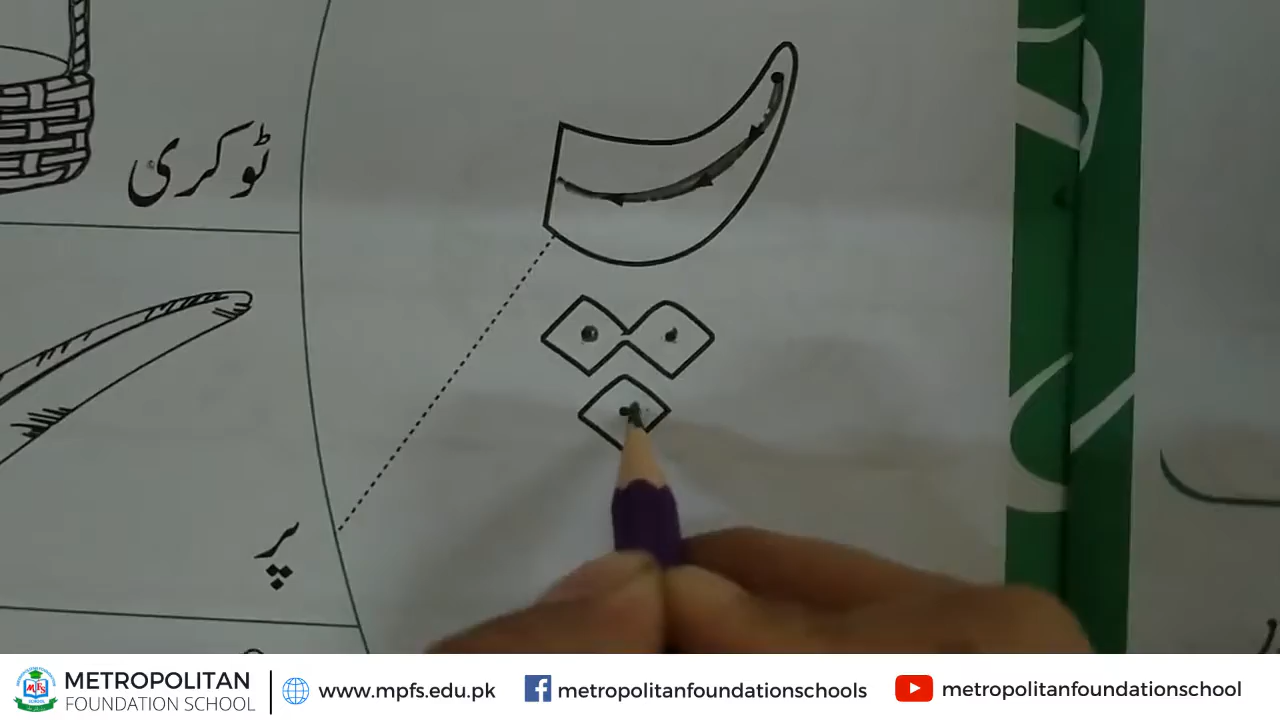 ٹوکری
پر
METROPOLITAN
FOUNDATION SCHOOL
www.mpfs.edu.pk
metropolitanfoundationschools
metropolitanfoundationschool